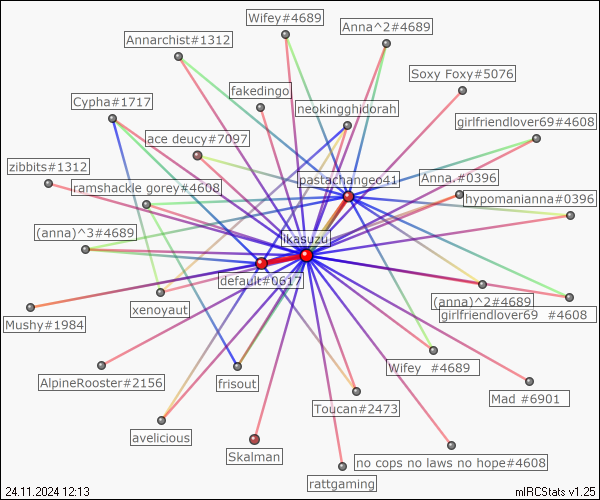 Wifey#4689
Anna^2#4689
Annarchist#1312
Soxy Foxy#5076
fakedingo
Cypha#1717
neokingghidorah
girlfriendlover69#4608
ace deucy#7097
zibbits#1312
pastachangeo41
Anna.#0396
ramshackle gorey#4608
hypomanianna#0396
(anna)^3#4689
ikasuzu
default#0617
(anna)^2#4689
xenoyaut
girlfriendlover69 #4608
Mushy#1984
Wifey #4689
AlpineRooster#2156
frisout
Mad #6901
Toucan#2473
avelicious
Skalman
no cops no laws no hope#4608
rattgaming
24.11.2024 12:13
mIRCStats v1.25